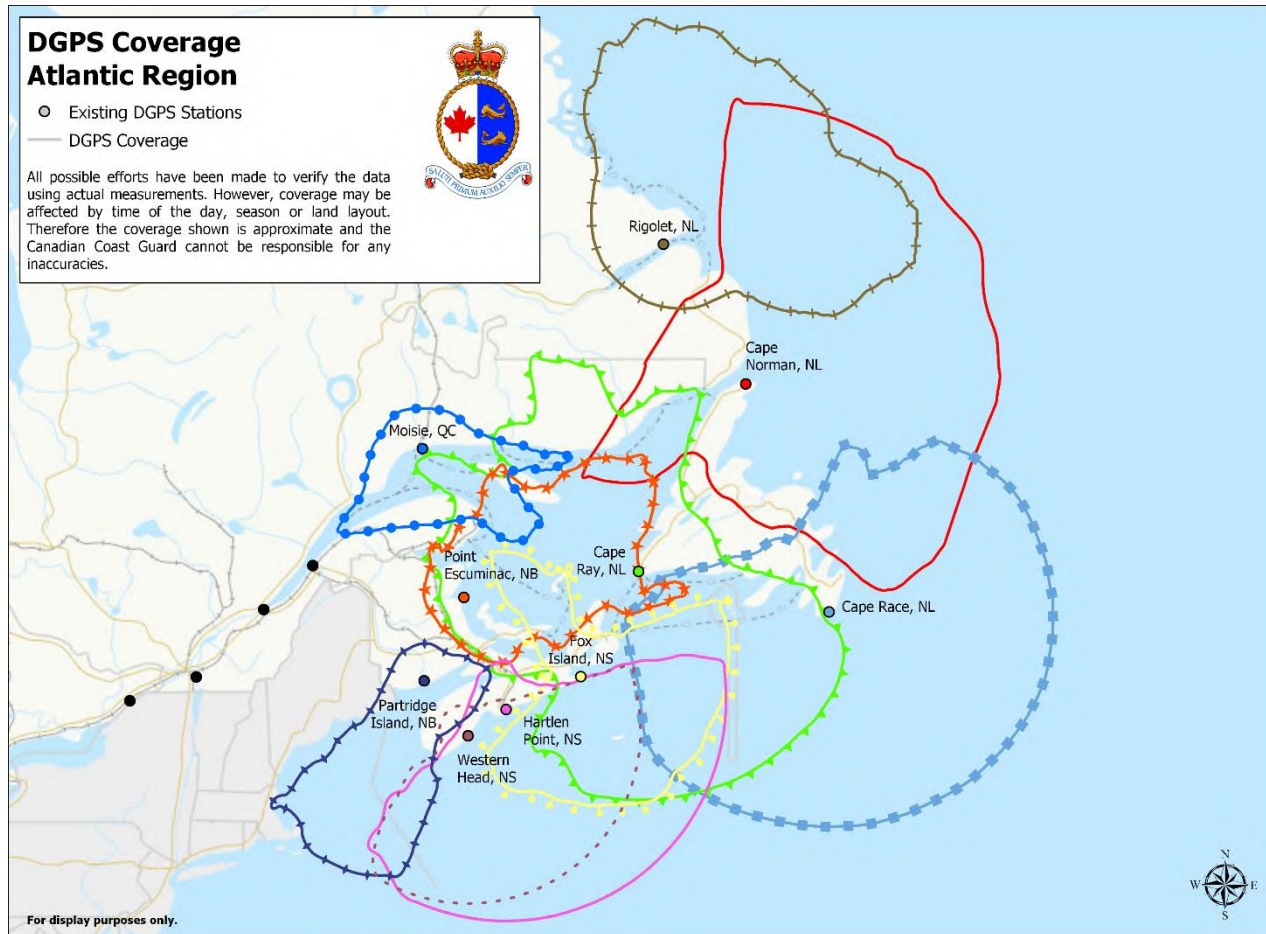 DGPS Coverage
Atlantic Region
Existing DGPS Stations
DGPS Coverage
All possible efforts have been made to verify the data
using actual measurements. However, coverage may be
affected by time of the day, season or land layout.
Therefore the coverage shown is approximate and the
Canadian Coast Guard cannot be responsible for any
inaccuracies.
SALUTI PRIMUM AUXILIO SEMPER
Rigolet, NL
Cape
Norman, NL
Moisie, QC
Point
Escuminac, NB
Cape
Ray, NL
Cape Race, NL
Fox
Island, NS
Partridge
Island, NB
Hartlen
Point, NS
Western
Head, NS
N
W E
S
For display purposes only.